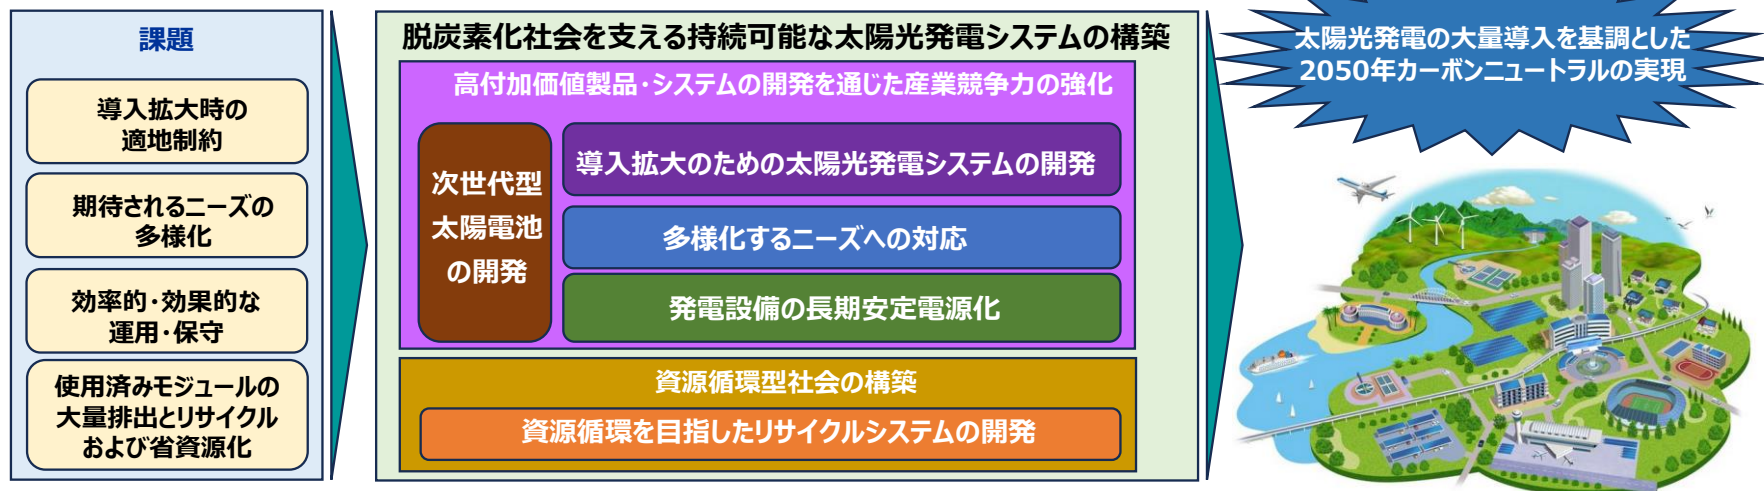 課題
導入拡大時の
適地制約
期待されるニーズの
多様化
効率的・効果的な
運用・保守
使用済みモジュールの
大量排出とリサイクル
および省資源化
脱炭素化社会を支える持続可能な太陽光発電システムの構築
高付加価値製品・システムの開発を通じた産業競争力の強化
次世代型
太陽電池
の開発
導入拡大のための太陽光発電システムの開発
多様化するニーズへの対応
発電設備の長期安定電源化
資源循環型社会の構築
資源循環を目指したリサイクルシステムの開発
太陽光発電の大量導入を基調とした
2050年カーボンニュートラルの実現